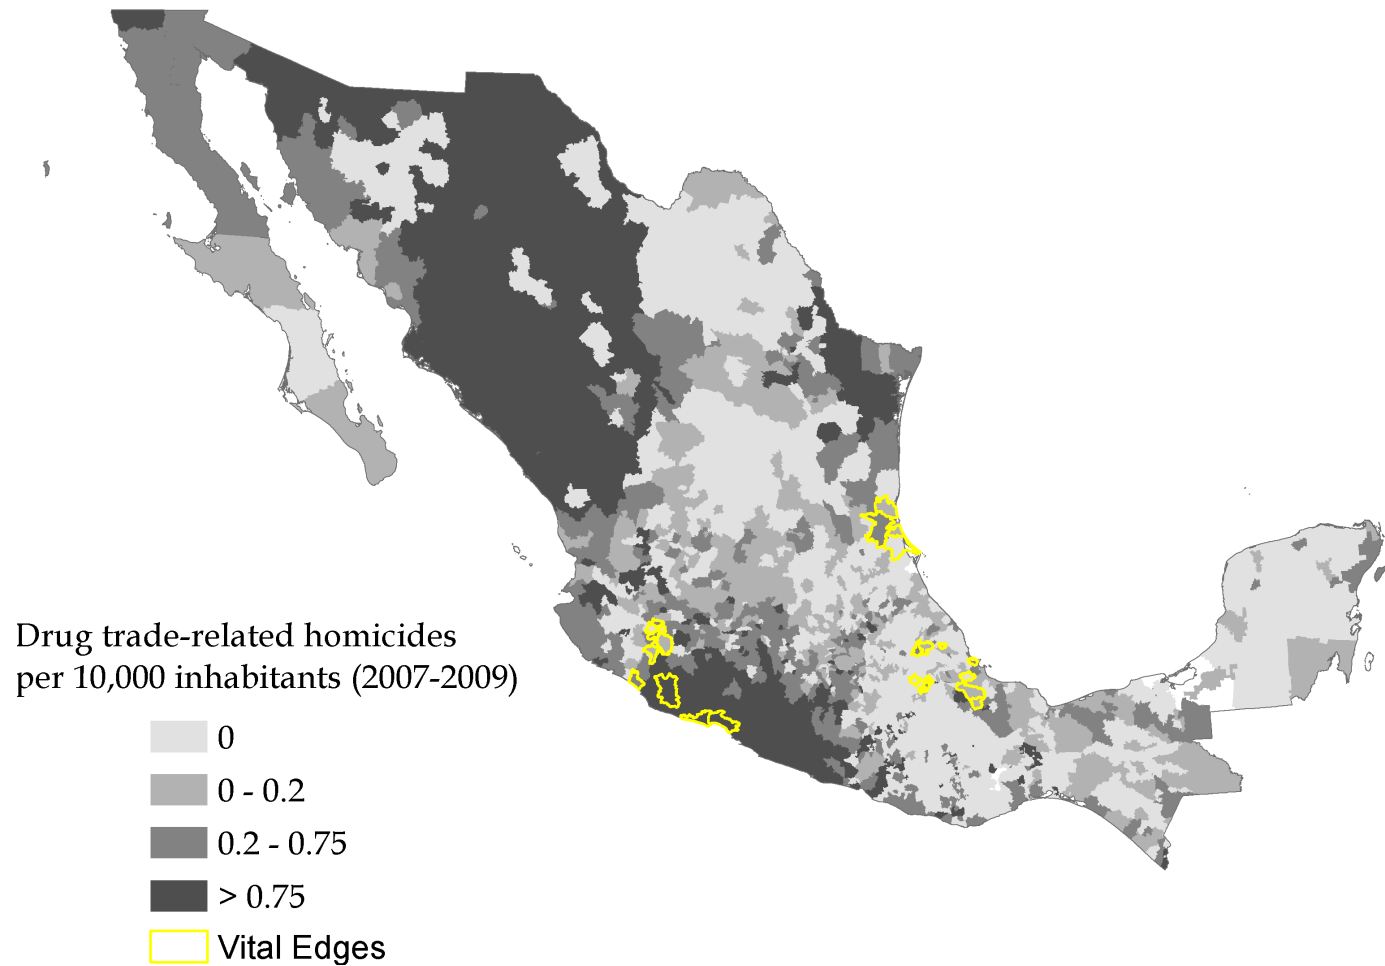 Drug trade-related homicides
per 10,000 inhabitants (2007-2009)
0
0 - 0.2
0.2 - 0.75
> 0.75
Vital Edges